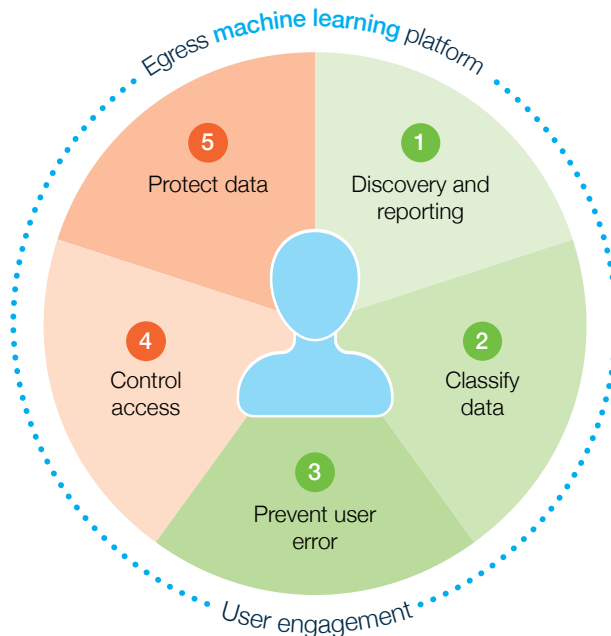 Egress machine learning platform
1
Discovery and
reporting
2
Classify
data
3
Prevent user
error
4
Control
access
5
Protect data
User engagement